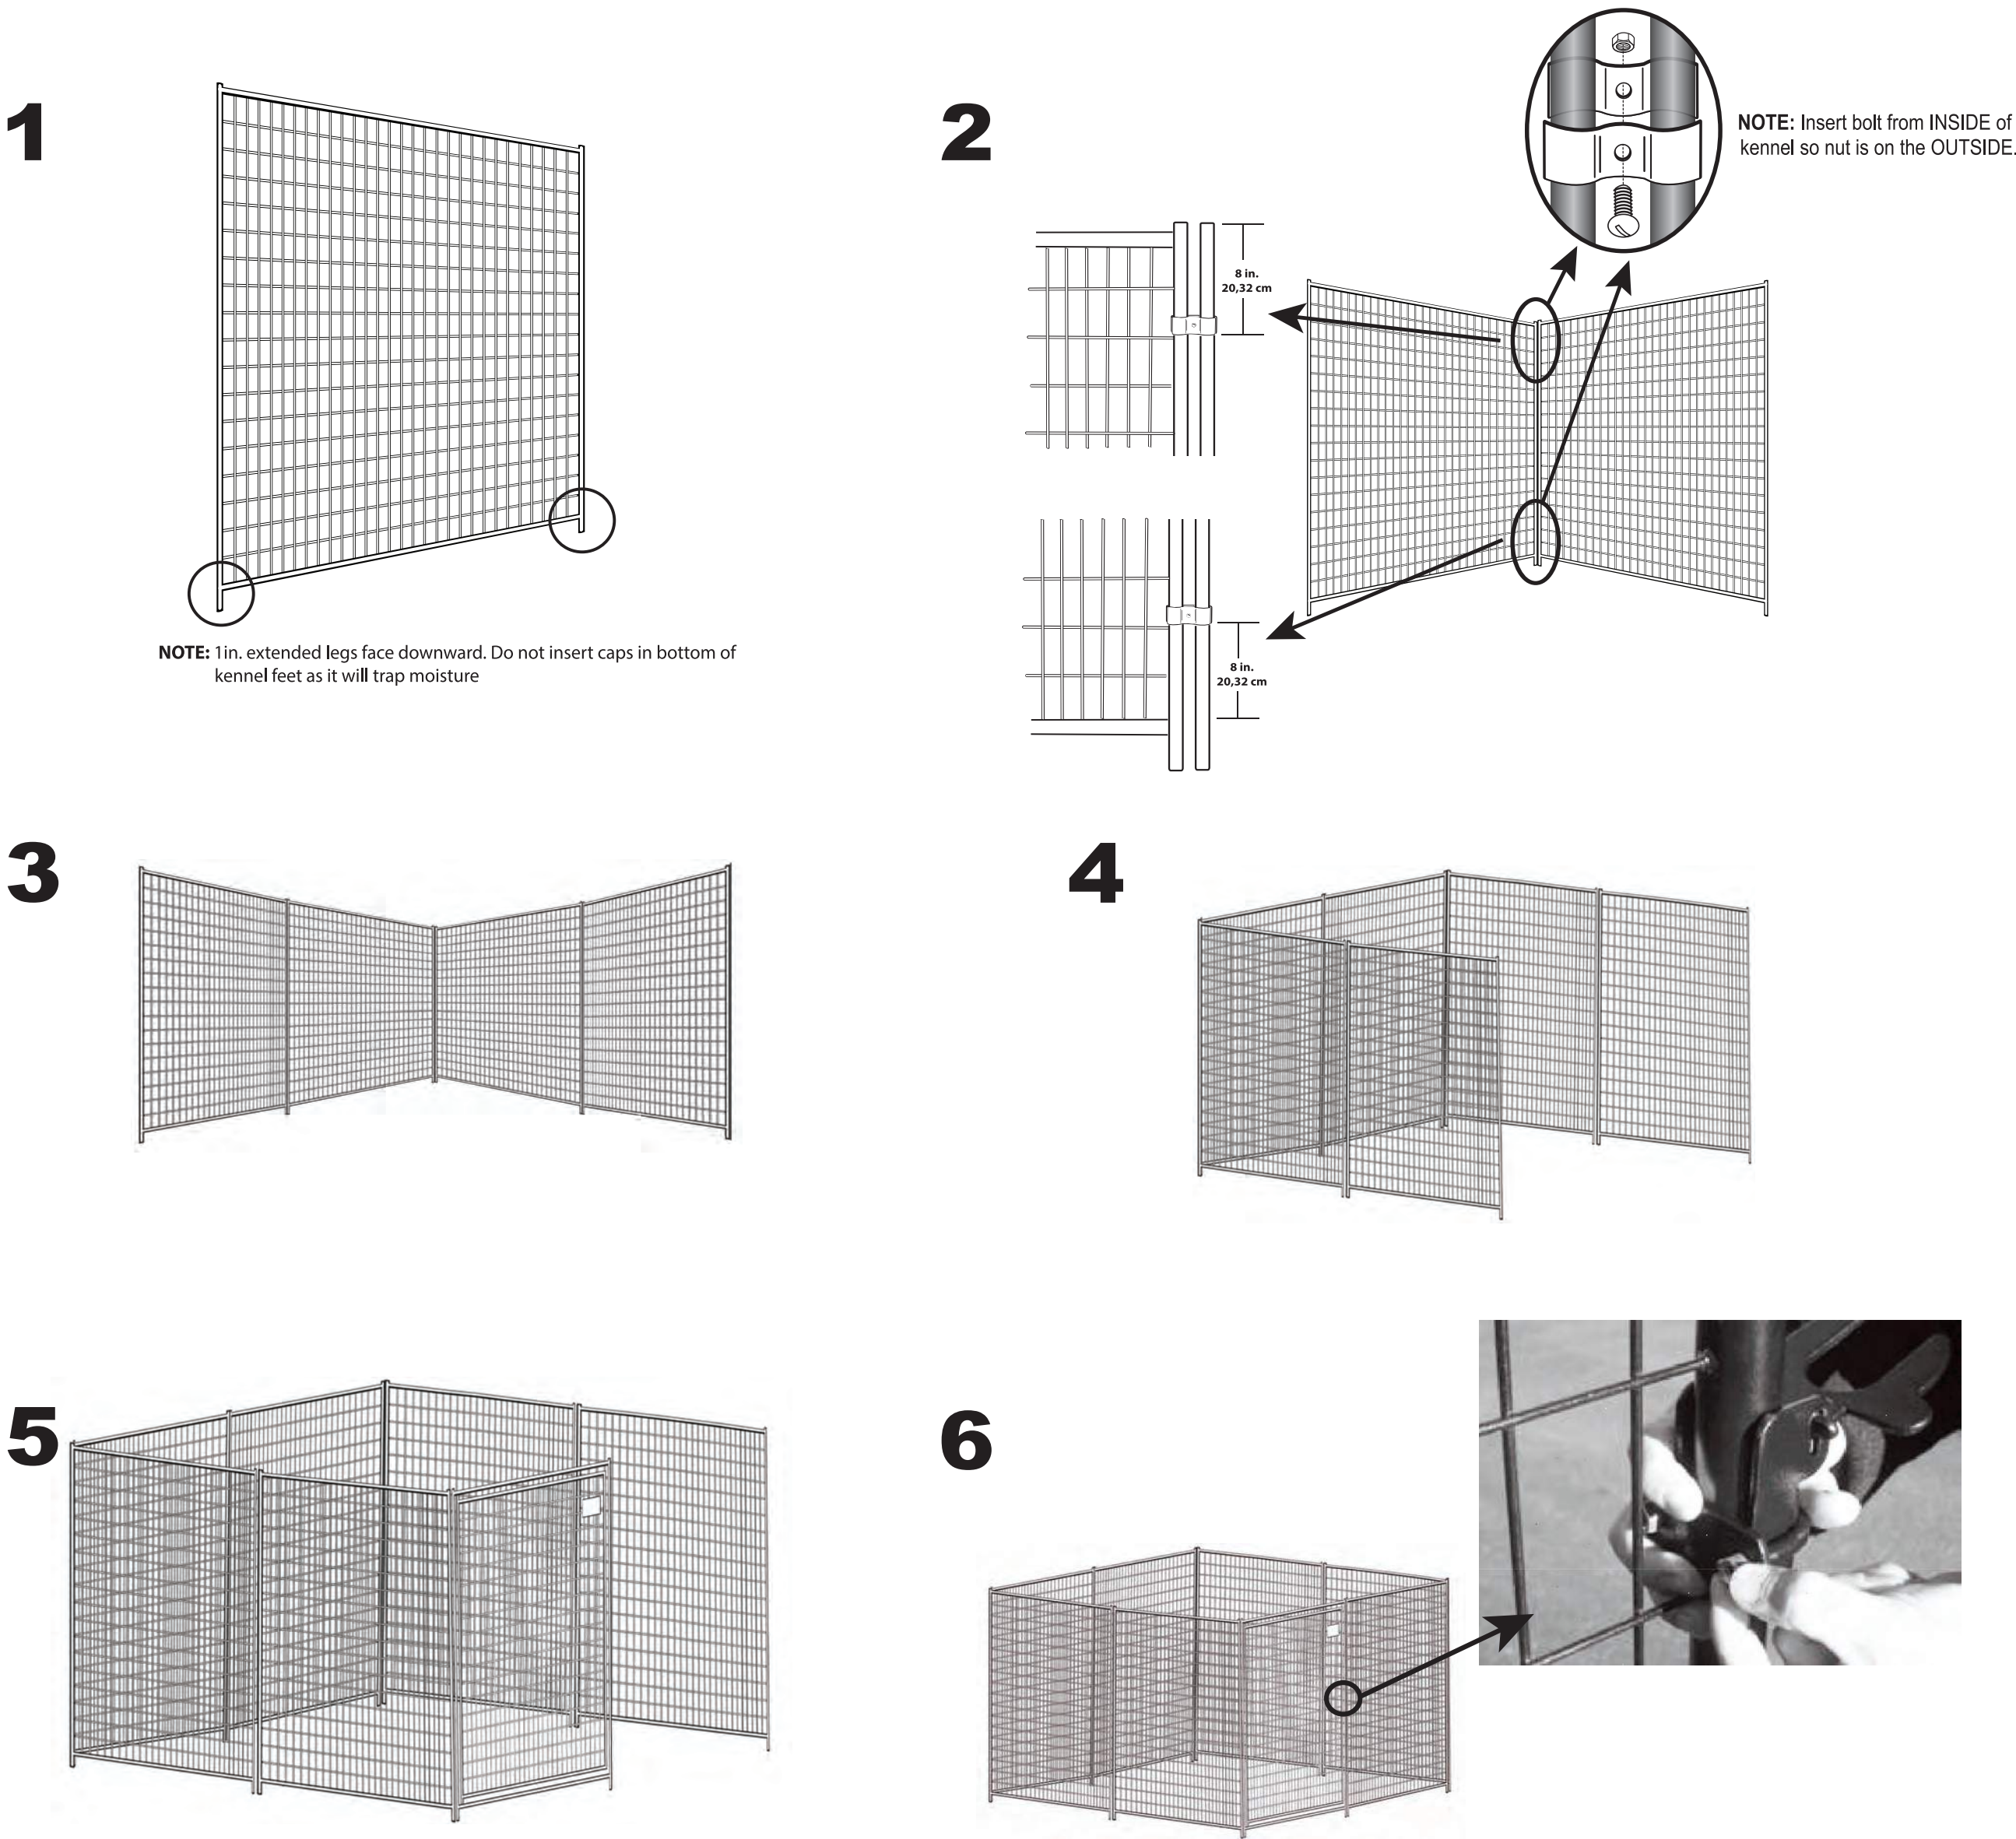 1
NOTE: 1in. extended legs face downward. Do not insert caps in bottom of
kennel feet as it will trap moisture
2
NOTE: Insert bolt from INSIDE of
kennel so nut is on the OUTSIDE.
8 in.
20,32 cm
8 in.
20,32 cm
3
4
5
6